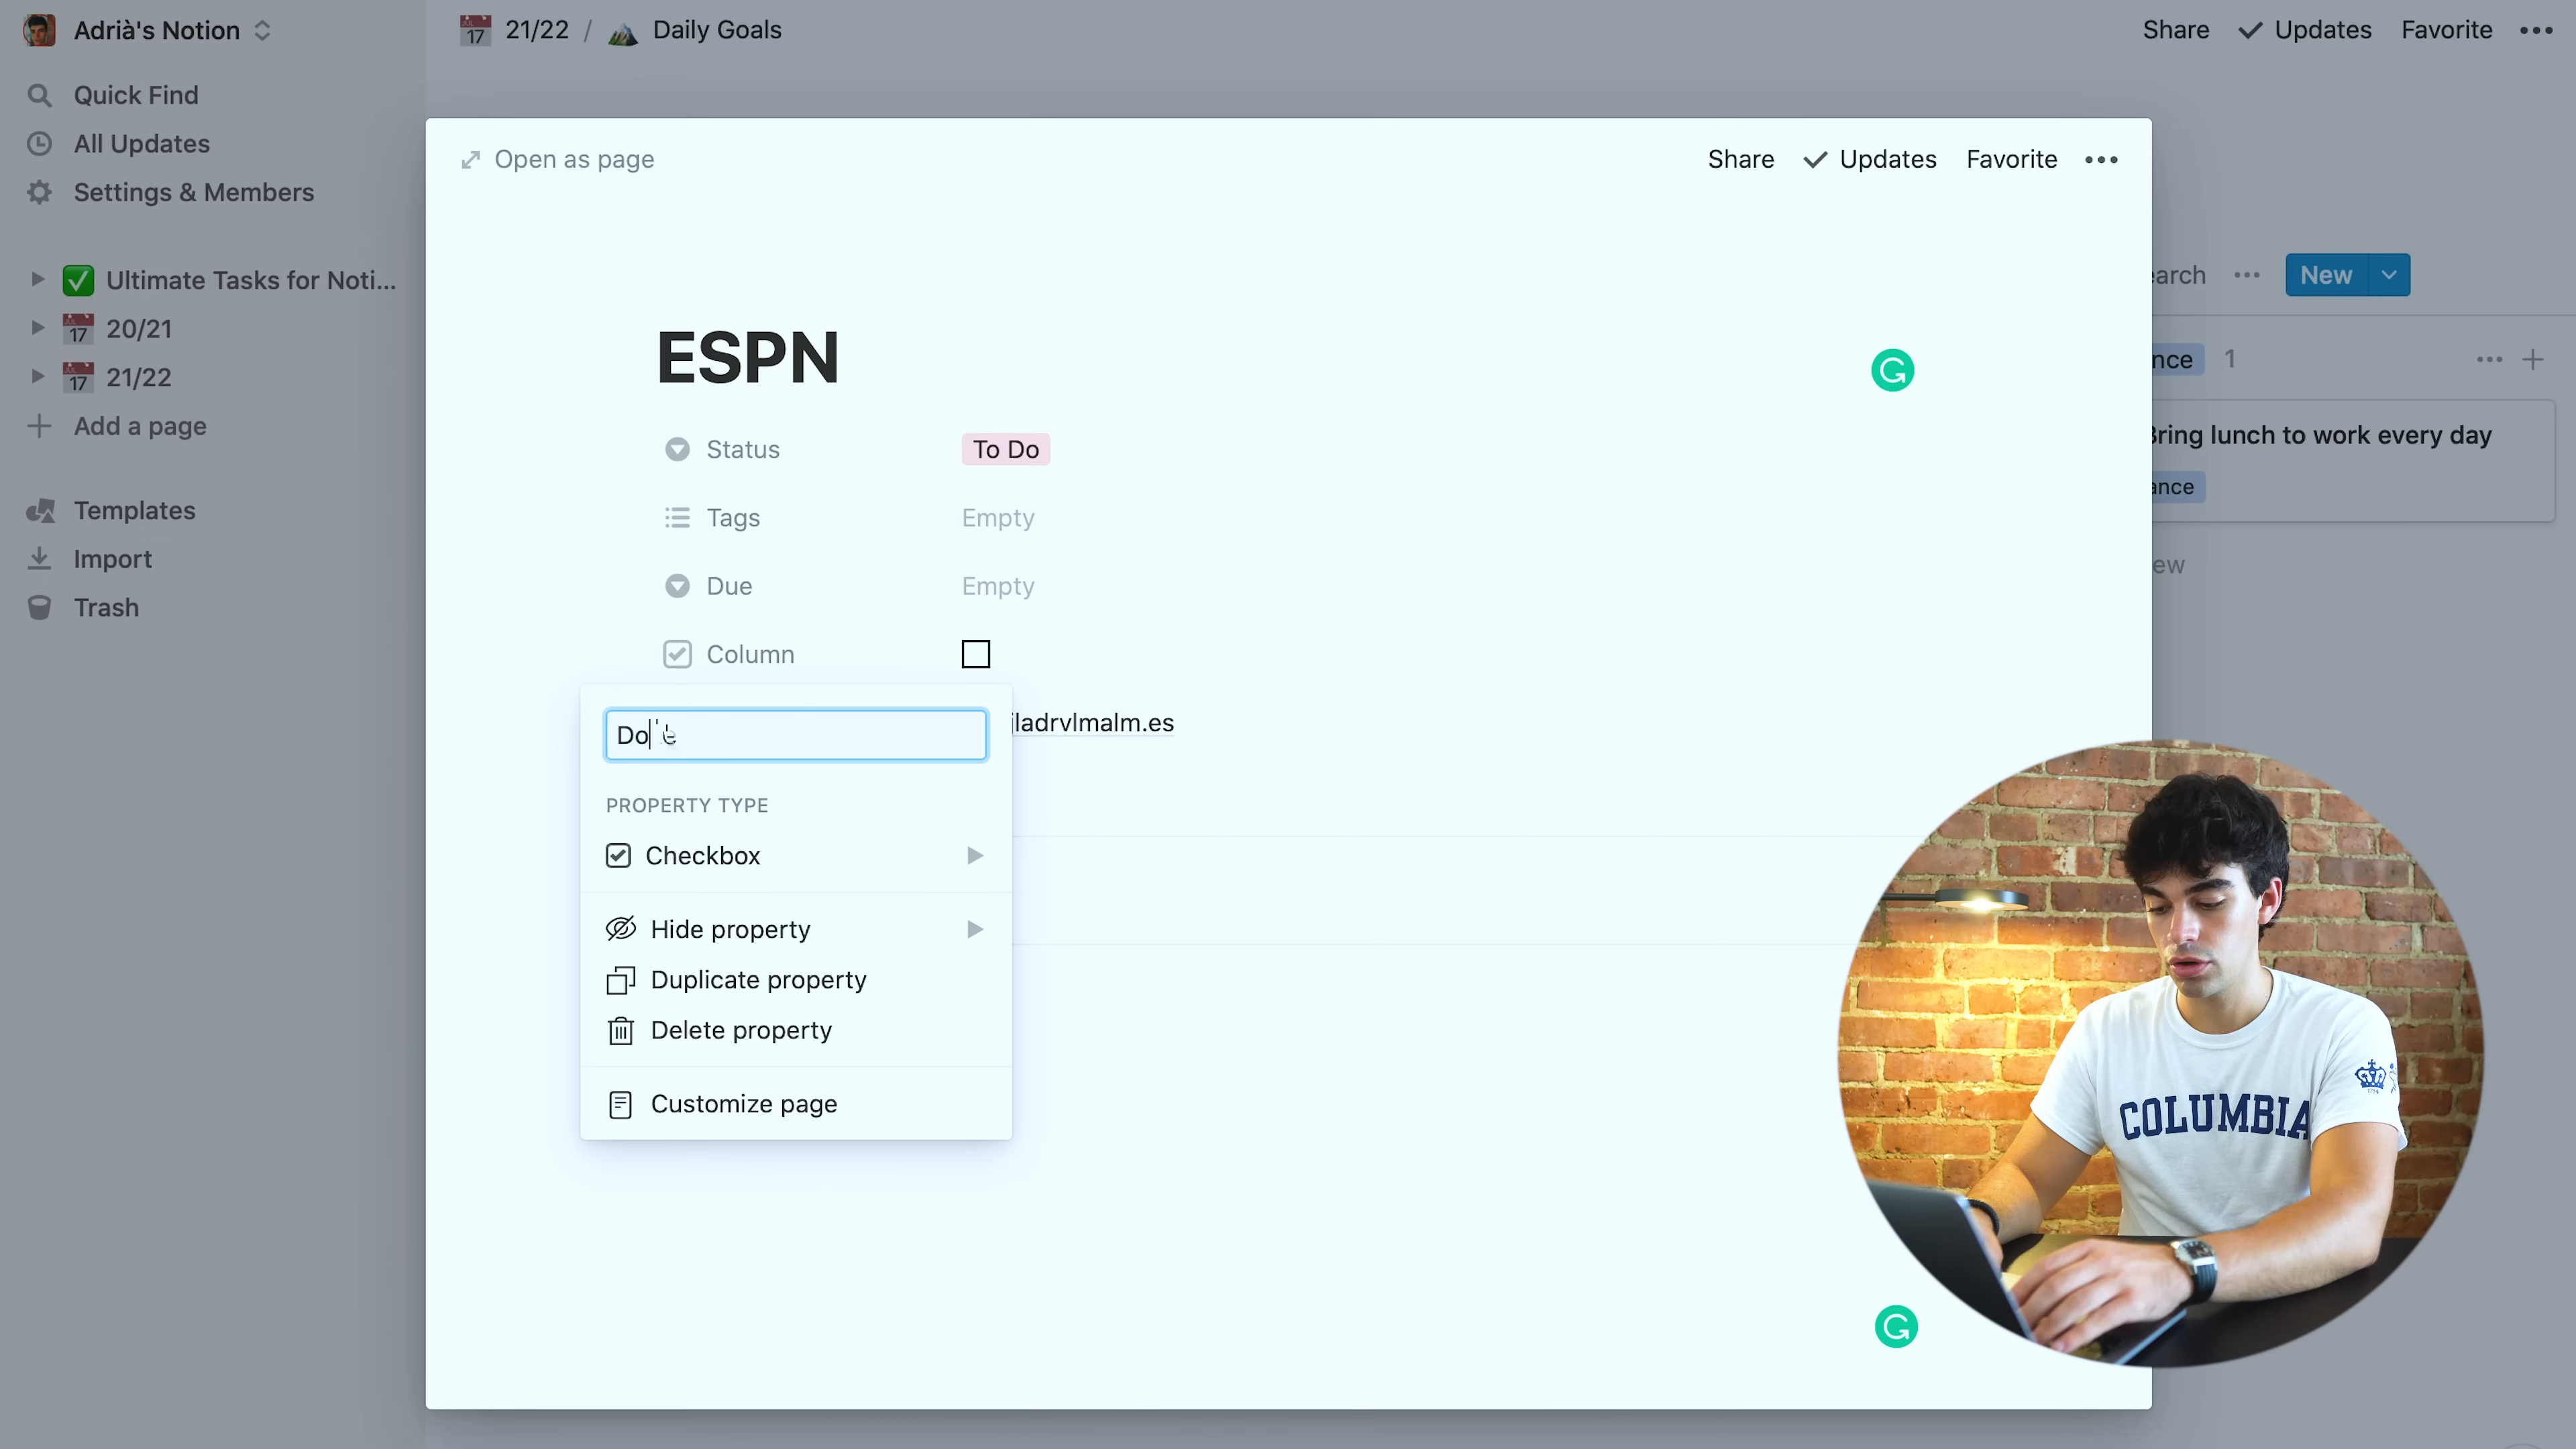 Adrià's Notion
21/22 / Daily Goals
Share Updates Favorite
Quick Find
All Updates
Settings & Members
Ultimate Tasks for Noti...
20/21
21/22
Add a page
Templates
Import
Trash
Open as page
Share Updates Favorite
ESPN
Status To Do
Tags Empty
Due Empty
Column
jladrvlmalm.es
Do
PROPERTY TYPE
Checkbox
Hide property
Duplicate property
Delete property
Customize page
earch
New
nce 1
Bring lunch to work every day
ance
ew
COLUMBIA